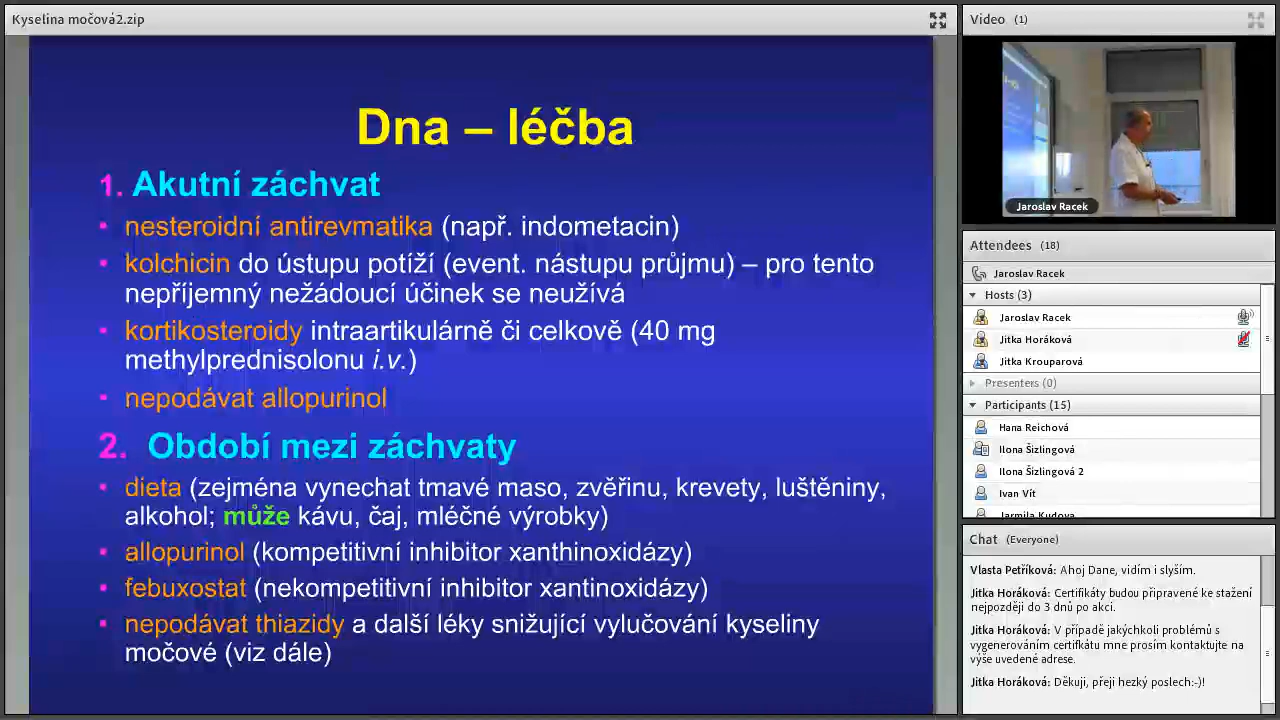 Kyselina močová2.zip
Dna – léčba
1. Akutní záchvat
• nesteroidní antirevmatika (např. indometacin)
• kolchicin do ústupu potíží (event. nástupu průjmu) – pro tento
nepříjemný nežádoucí účinek se neužívá
• kortikosteroidy intraartikulárně či celkově (40 mg
methylprednisolonu i.v.)
• nepodávat allopurinol
2. Období mezi záchvaty
• dieta (zejména vynechat tmavé maso, zvěřinu, krevety, luštěniny,
alkohol; může kávu, čaj, mléčné výrobky)
• allopurinol (kompetitivní inhibitor xanthinoxidázy)
• febuxostat (nekompetitivní inhibitor xantinoxidázy)
• nepodávat thiazidy a další léky snižující vylučování kyseliny
močové (viz dále)
Video (1)
Jaroslav Racek
Attendees (18)
Jaroslav Racek
Hosts (3)
Jaroslav Racek
Jitka Horáková
Jitka Krouparová
Presenters (0)
Participants (15)
Hana Reichová
Ilona Šizlingová
Ilona Šizlingová 2
Ivan Vít
Jarmila Kudova
Chat (Everyone)
Vlasta Petříková: Ahoj Dane, vidím i slyším.
Jitka Horáková: Certifikáty budou připravené ke stažení
nejpozději do 3 dnů po akci.
Jitka Horáková: V případě jakýchkoli problémů s
vygenerováním certifkátu mne prosím kontaktujte na
výše uvedené adrese.
Jitka Horáková: Děkuji, přeji hezký poslech:-)!